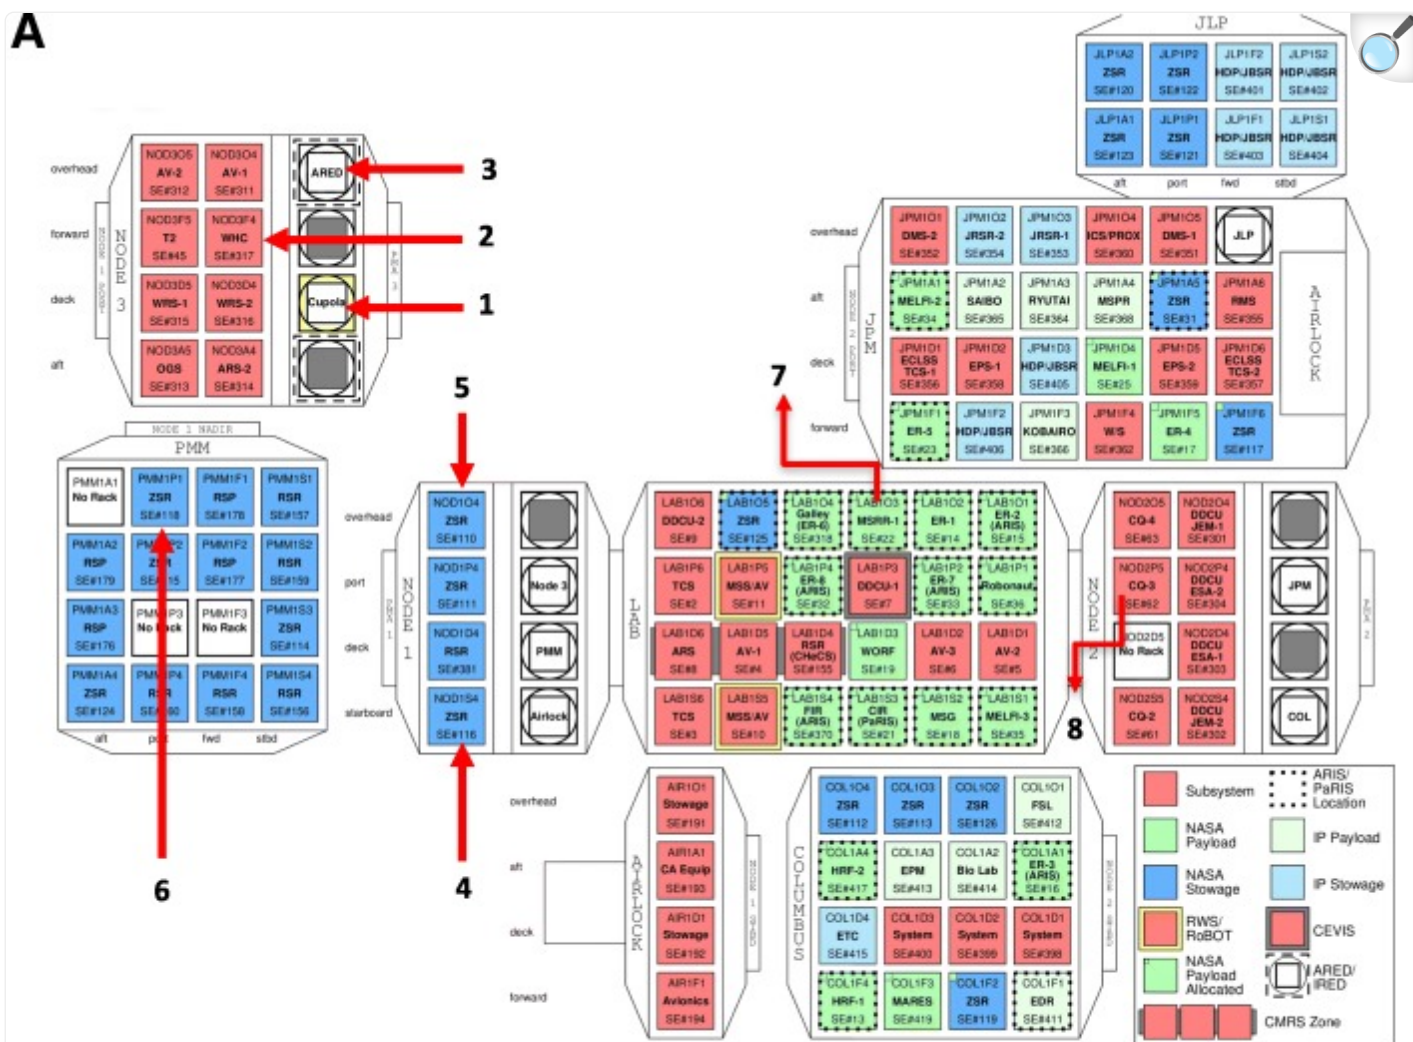 A
JLP
JLP1A2
ZSR
SE#120
JLP1P2
ZSR
SE#122
JLP1F2
HDP/JBSR
SE#401
JLP1S2
HDP/JBSR
SE#402
JLP1A1
ZSR
SE#123
JLP1P1
ZSR
SE#121
JLP1F1
HDP/JBSR
SE#403
JLP1S1
HDP/JBSR
SE#404
aft port fwd stbd
overhead
NOD3O5
AV-2
SE#312
NOD3O4
AV-1
SE#311
ARED
3
forward
NOD3F5
T2
SE#45
NOD3F4
WHC
SE#317
2
deck
NOD3D5
WRS-1
SE#315
NOD3D4
WRS-2
SE#316
Cupola
1
aft
NOD3A5
OGS
SE#313
NOD3A4
ARS-2
SE#314
NODE 3
PMA 3
overhead
JPM1O1
DMS-2
SE#352
JPM1O2
JRSR-2
SE#354
JPM1O3
JRSR-1
SE#353
JPM1O4
ICS/PROX
SE#360
JPM1O5
DMS-1
SE#351
JLP
aft
JPM1A1
MELFI-2
SE#34
JPM1A2
SAIBO
SE#365
JPM1A3
RYUTAI
SE#364
JPM1A4
MSPR
SE#368
JPM1A5
ZSR
SE#31
JPM1A6
RMS
SE#355
deck
JPM1D1
ECLSS
TCS-1
SE#356
JPM1D2
EPS-1
SE#358
JPM1D3
HDP/JBSR
SE#405
JPM1D4
MELFI-1
SE#25
JPM1D5
EPS-2
SE#359
JPM1D6
ECLSS
TCS-2
SE#357
forward
JPM1F1
ER-5
SE#23
JPM1F2
HDP/JBSR
SE#406
JPM1F3
KOBAIRO
SE#366
JPM1F4
W/S
SE#362
JPM1F5
ER-4
SE#17
JPM1F6
ZSR
SE#117
JPM
AIRLOCK
5
7
NODE 1 NADIR
PMM
PMM1A1
No Rack
PMM1P1
ZSR
SE#118
PMM1F1
RSP
SE#178
PMM1S1
RSR
SE#157
PMM1A2
RSP
SE#179
PMM1F2
RSP
SE#177
PMM1S2
RSR
SE#159
PMM1A3
RSP
SE#176
No Rack
PMM1F3
No Rack
PMM1S3
ZSR
SE#114
PMM1A4
ZSR
SE#124
PMM1F4
RSR
SE#158
PMM1S4
RSR
SE#156
aft port fwd stbd
6
overhead
NOD1O4
ZSR
SE#110
port
NOD1P4
ZSR
SE#111
Node 3
deck
NOD1D4
RSR
SE#381
PMM
starboard
NOD1S4
ZSR
SE#116
Airlock
NODE 1
4
LAB1O6
DDCU-2
SE#9
LAB1O5
ZSR
SE#125
LAB1O4
Galley
(ER-6)
SE#318
LAB1O3
MSRR-1
SE#22
LAB1O2
ER-1
SE#14
LAB1O1
ER-2
(ARIS)
SE#15
LAB1P6
TCS
SE#2
LAB1P5
MSS/AV
SE#11
LAB1P4
ER-8
(ARIS)
SE#32
LAB1P3
DDCU-1
SE#7
LAB1P2
ER-7
(ARIS)
SE#33
LAB1P1
Robonaut
SE#36
LAB1D6
ARS
SE#8
LAB1D5
AV-1
SE#4
LAB1D4
RSR
(CHeCS)
SE#155
LAB1D3
WORF
SE#19
LAB1D2
AV-3
SE#6
LAB1D1
AV-2
SE#5
LAB1S6
TCS
SE#3
LAB1S5
MSS/AV
SE#10
LAB1S4
FIR
(ARIS)
SE#370
LAB1S3
CIR
(PaRIS)
SE#21
LAB1S2
MSG
SE#18
LAB1S1
MELFI-3
SE#35
LAB
NOD2O5
CQ-4
SE#63
NOD2O4
DDCU
JEM-1
SE#301
NOD2P5
CQ-3
SE#62
NOD2P4
DDCU
ESA-2
SE#304
JPM
NOD2D5
No Rack
NOD2D4
DDCU
ESA-1
SE#303
NOD2S5
CQ-2
SE#61
NOD2S4
DDCU
JEM-2
SE#302
COL
NODE 2
PMA 2
8
overhead
AIR1O1
Stowage
SE#191
aft
AIR1A1
CA Equip
SE#193
deck
AIR1D1
Stowage
SE#192
forward
AIR1F1
Avionics
SE#194
AIRLOCK
COL1O4
ZSR
SE#112
COL1O3
ZSR
SE#113
COL1O2
ZSR
SE#126
COL1O1
FSL
SE#412
COL1A4
HRF-2
SE#417
COL1A3
EPM
SE#413
COL1A2
Bio Lab
SE#414
COL1A1
ER-3
(ARIS)
SE#16
COL1D4
ETC
SE#415
COL1D3
System
SE#400
COL1D2
System
SE#399
COL1D1
System
SE#398
COL1F4
HRF-1
SE#13
COL1F3
MARES
SE#419
COL1F2
ZSR
SE#119
COL1F1
EDR
SE#411
COLUMBUS
Subsystem
ARIS/
PaRIS
Location
NASA
Payload
IP Payload
NASA
Stowage
IP Stowage
RWS/
RoBOT
CEVIS
NASA
Payload
Allocated
ARED/
IRED
CMRS Zone